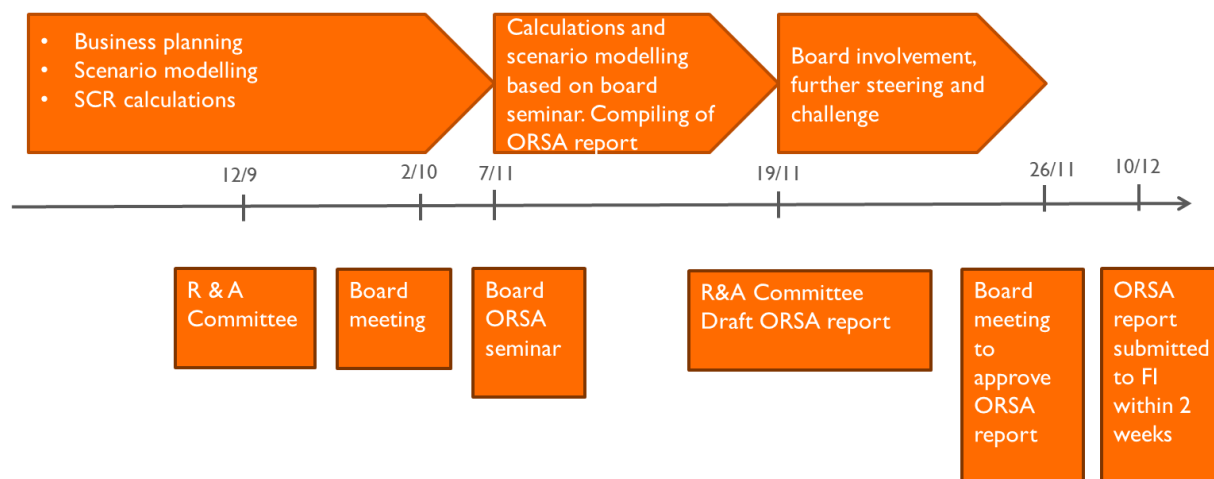 • Business planning
• Scenario modelling
• SCR calculations
Calculations and
scenario modelling
based on board
seminar. Compiling of
ORSA report
Board involvement,
further steering and
challenge
12/9
2/10
7/11
19/11
26/11
10/12
R & A
Committee
Board
meeting
Board
ORSA
seminar
R&A Committee
Draft ORSA report
Board
meeting
to
approve
ORSA
report
ORSA
report
submitted
to FI
within 2
weeks